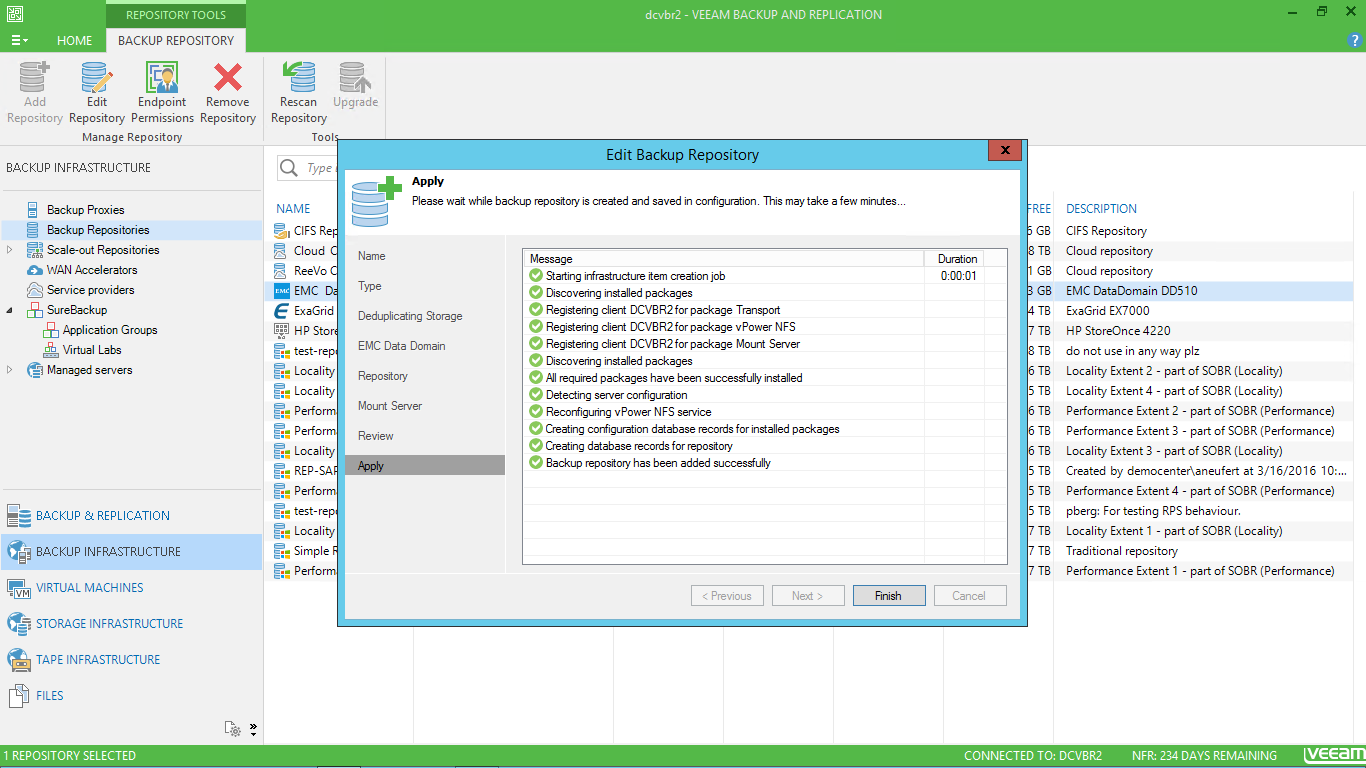 REPOSITORY TOOLS
dcvbr2 - VEEAM BACKUP AND REPLICATION
HOME
BACKUP REPOSITORY
?
Add Repository
Edit Repository
Endpoint Permissions
Remove Repository
Rescan Repository
Upgrade
Manage Repository
Tools
BACKUP INFRASTRUCTURE
Backup Proxies
Backup Repositories
Scale-out Repositories
WAN Accelerators
Service providers
SureBackup
Application Groups
Virtual Labs
Managed servers
BACKUP & REPLICATION
BACKUP INFRASTRUCTURE
VIRTUAL MACHINES
STORAGE INFRASTRUCTURE
TAPE INFRASTRUCTURE
FILES
Type
NAME
FREE
DESCRIPTION
CIFS Rep
6 GB
CIFS Repository
Cloud
8 TB
Cloud repository
ReeVo C
1 GB
Cloud repository
EMC Da
3 GB
EMC DataDomain DD510
ExaGrid
4 TB
ExaGrid EX7000
HP Store
7 TB
HP StoreOnce 4220
test-rep
8 TB
do not use in any way plz
Locality
6 TB
Locality Extent 2 - part of SOBR (Locality)
Locality
5 TB
Locality Extent 4 - part of SOBR (Locality)
Perform
6 TB
Performance Extent 2 - part of SOBR (Performance)
Perform
6 TB
Performance Extent 3 - part of SOBR (Performance)
Locality
6 TB
Locality Extent 3 - part of SOBR (Locality)
REP-SAP
3 TB
Created by democenter\aneufert at 3/16/2016 10:...
Perform
5 TB
Performance Extent 4 - part of SOBR (Performance)
test-rep
5 TB
pberg: For testing RPS behaviour.
Locality
7 TB
Locality Extent 1 - part of SOBR (Locality)
Simple R
7 TB
Traditional repository
Perform
7 TB
Performance Extent 1 - part of SOBR (Performance)
Edit Backup Repository
x
Apply
Please wait while backup repository is created and saved in configuration. This may take a few minutes...
Name
Type
Deduplicating Storage
EMC Data Domain
Repository
Mount Server
Review
Apply
Message
Duration
Starting infrastructure item creation job
0:00:01
Discovering installed packages
Registering client DCVBR2 for package Transport
Registering client DCVBR2 for package vPower NFS
Registering client DCVBR2 for package Mount Server
Discovering installed packages
All required packages have been successfully installed
Detecting server configuration
Reconfiguring vPower NFS service
Creating configuration database records for installed packages
Creating database records for repository
Backup repository has been added successfully
< Previous
Next >
Finish
Cancel
1 REPOSITORY SELECTED
CONNECTED TO: DCVBR2
NFR: 234 DAYS REMAINING
veeam